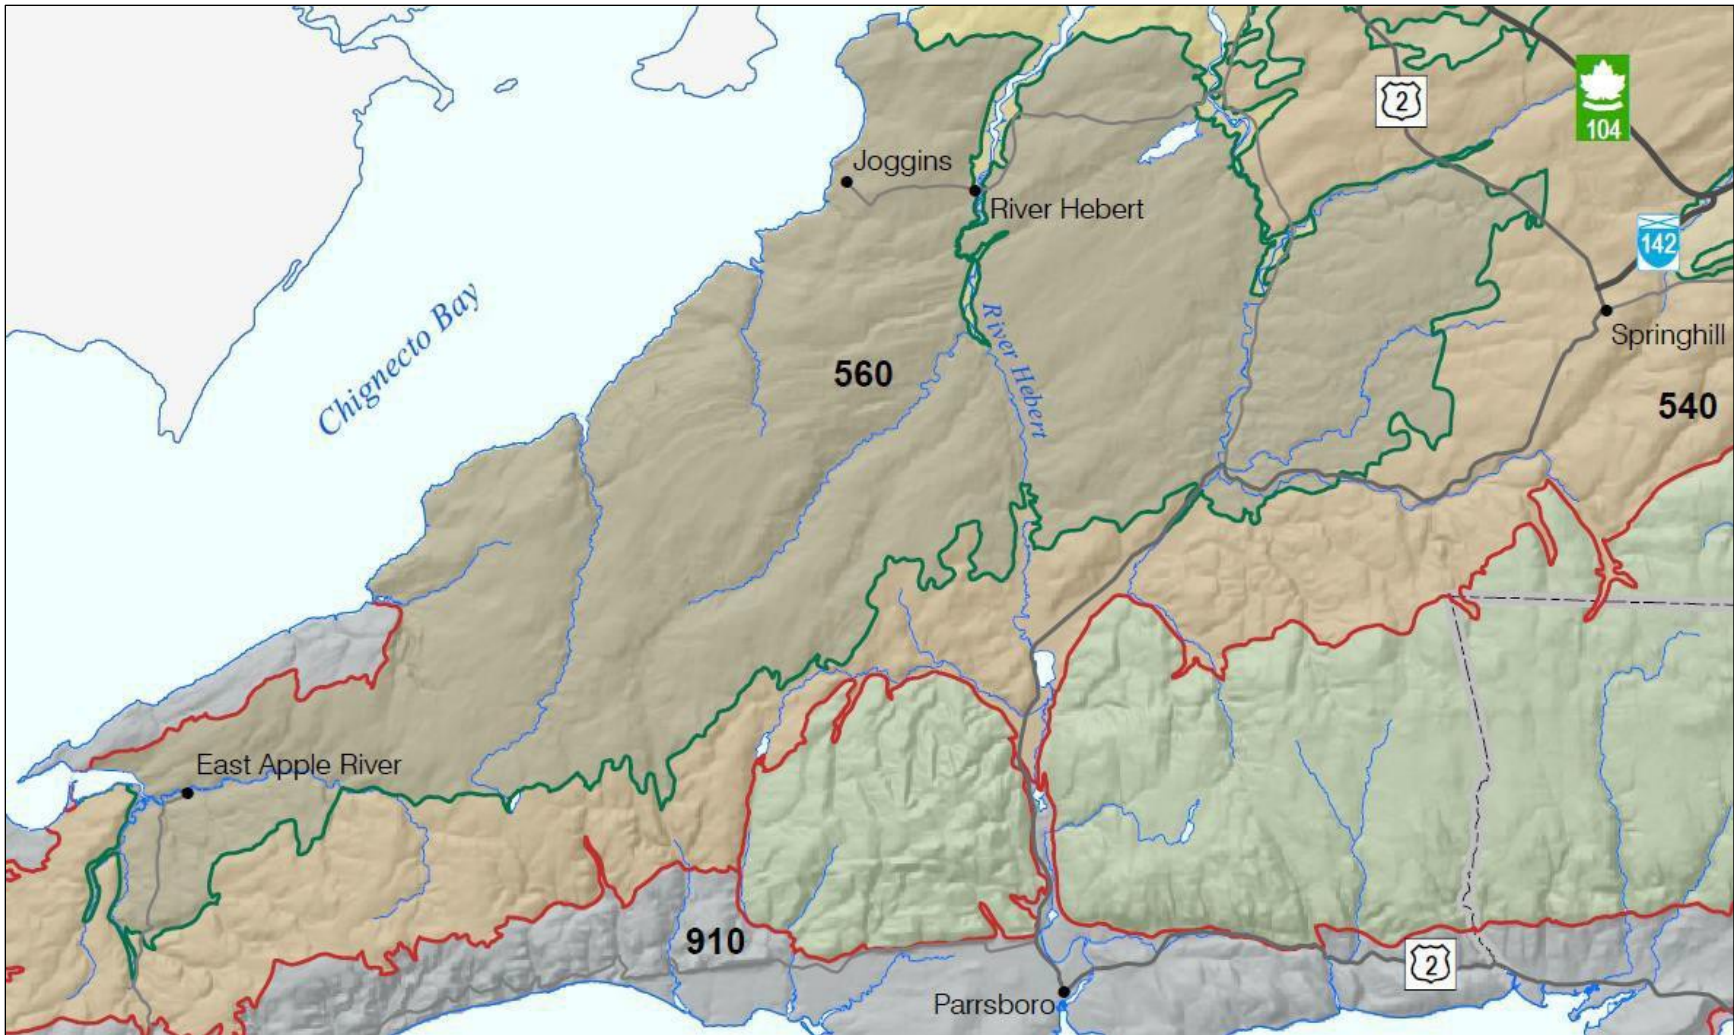 2
104
Joggins
River Hebert
142
Chignecto Bay
River Hebert
Springhill
560
540
East Apple River
910
2
Parrsboro